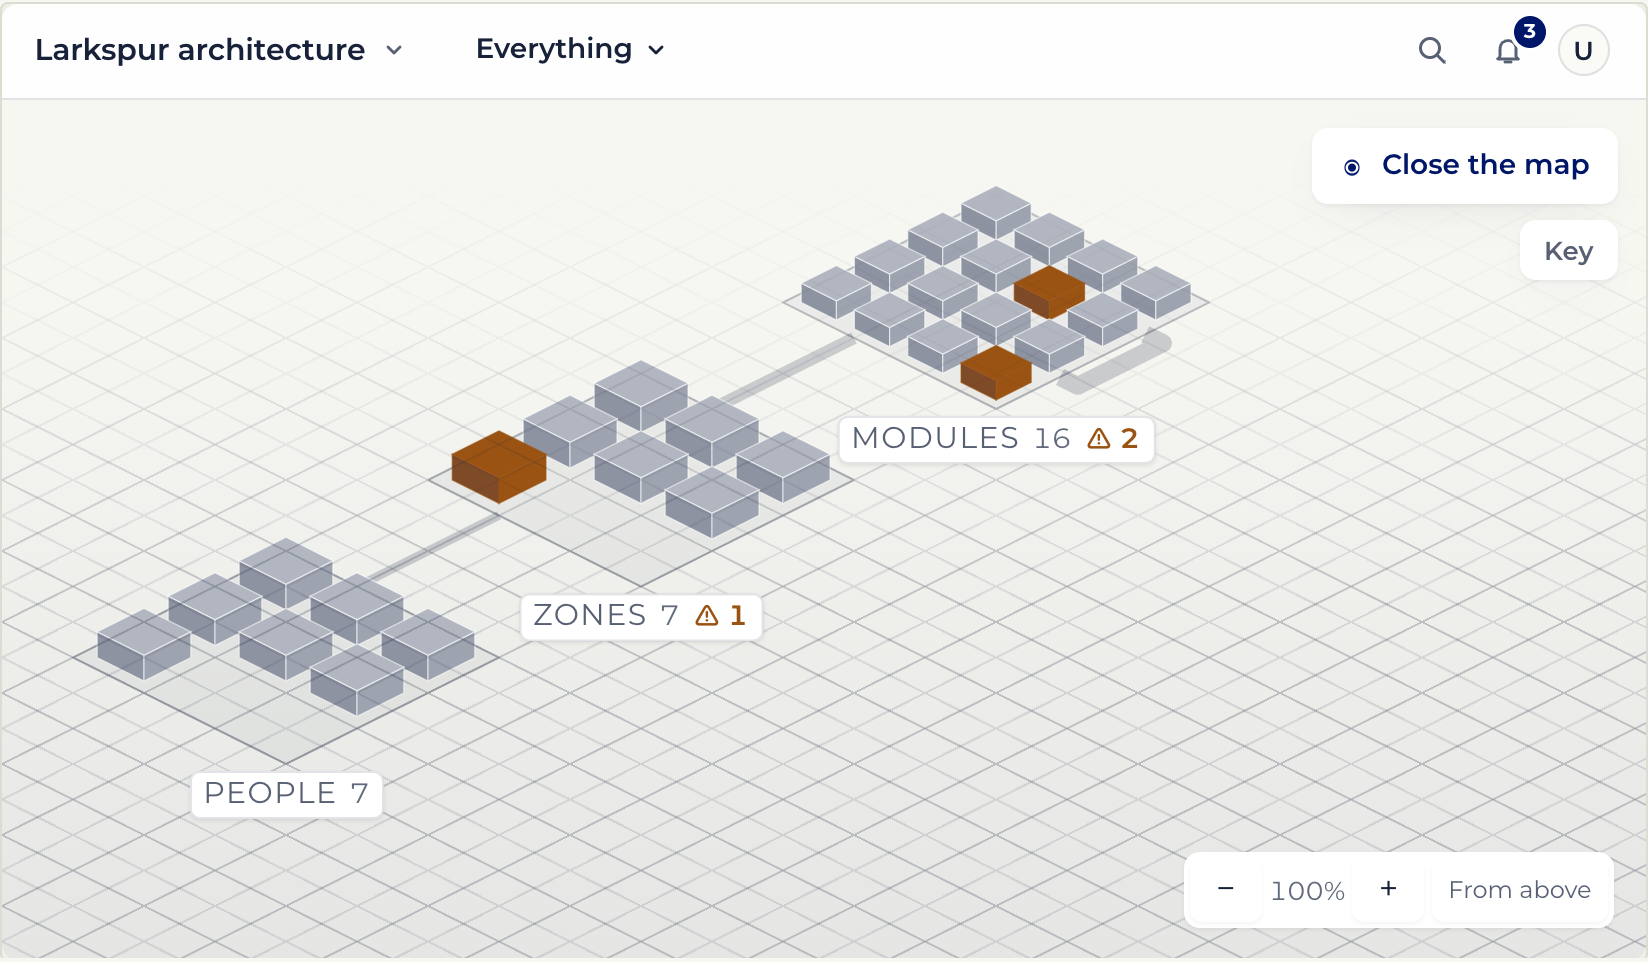 Larkspur architecture
Everything
3
U
Close the map
Key
MODULES 16 2
ZONES 7 1
PEOPLE 7
− 100% + From above